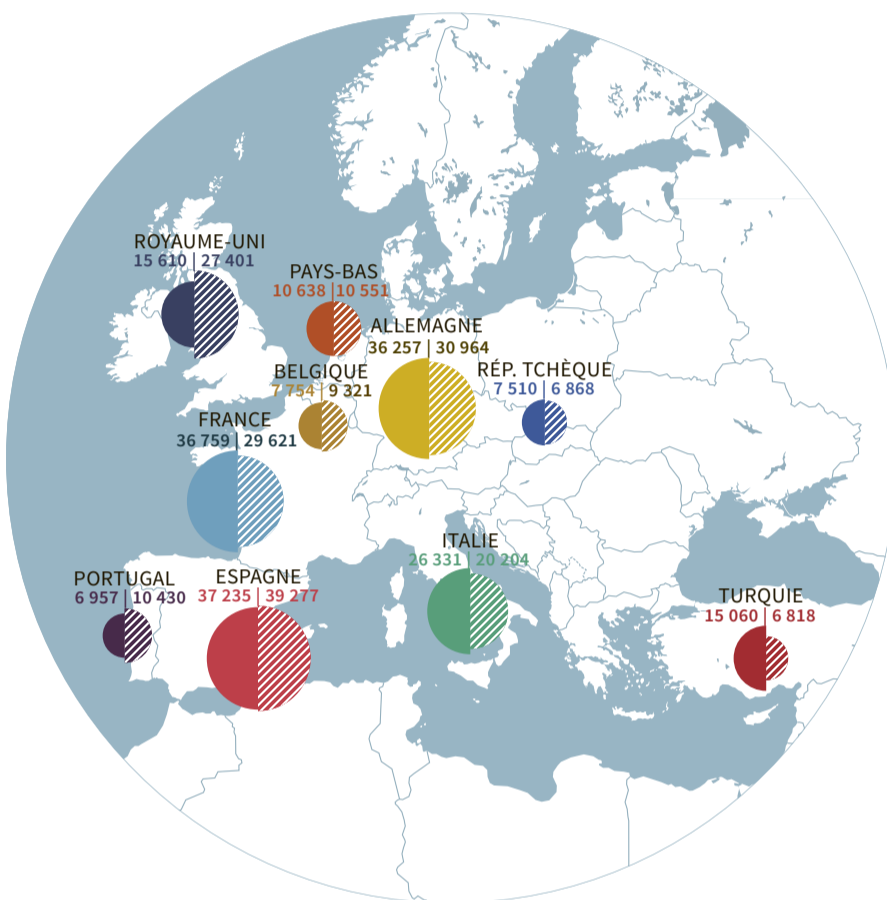 ROYAUME-UNI
15 610 | 27 401
PAYS-BAS
10 638 | 10 551
ALLEMAGNE
36 257 | 30 964
BELGIQUE
7 754 | 9 321
RÉP. TCHÈQUE
7 510 | 6 868
FRANCE
36 759 | 29 621
ITALIE
26 331 | 20 204
PORTUGAL
6 957 | 10 430
ESPAGNE
37 235 | 39 277
TURQUIE
15 060 | 6 818